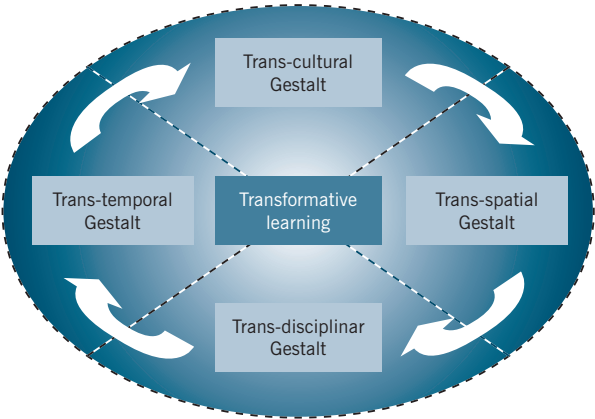 Trans-cultural
Gestalt
Trans-temporal
Gestalt
Transformative
learning
Trans-spatial
Gestalt
Trans-disciplinar
Gestalt